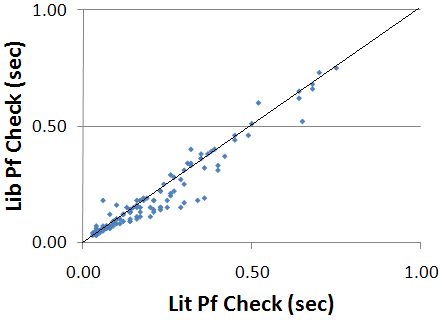 1.00
Lib Pf Check (sec)
0.50
0.00
0.00 0.50 1.00
Lit Pf Check (sec)